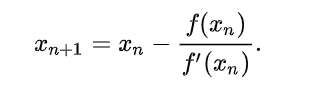 $x_{n+1} = x_n - \frac{f(x_n)}{f'(x_n)}.$